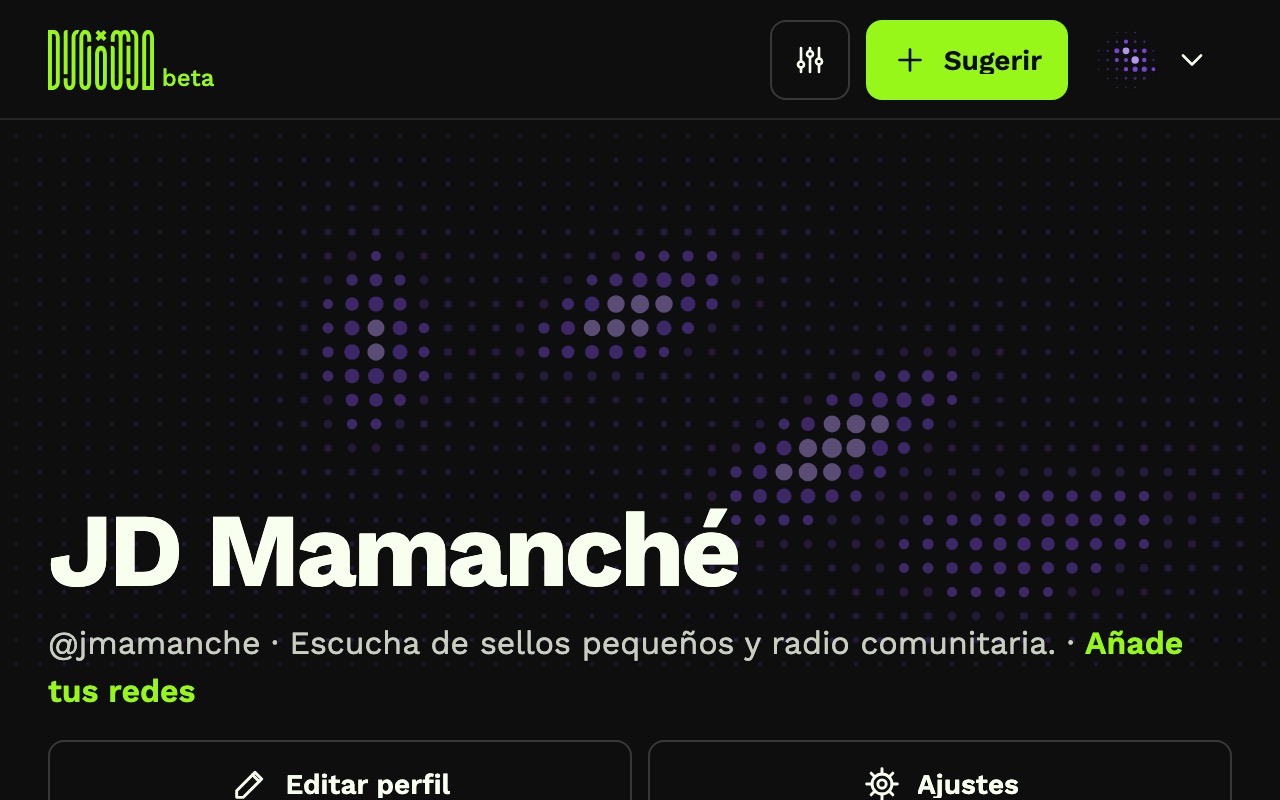 beta
Sugerir
JD Mamanché
@jmamanche · Escucha de sellos pequeños y radio comunitaria. · Añade
tus redes
Editar perfil
Ajustes